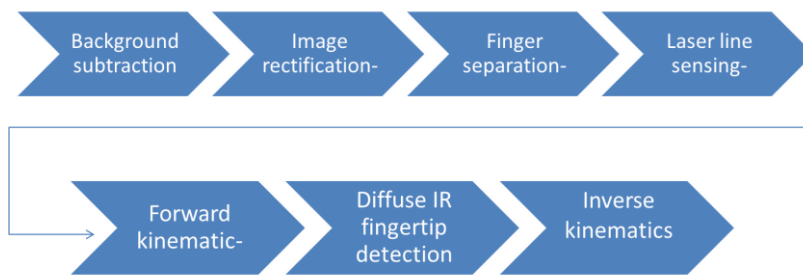 Background
subtraction
Image
rectification-
Finger
separation-
Laser line
sensing-
Forward
kinematic-
Diffuse IR
fingertip
detection
Inverse
kinematics